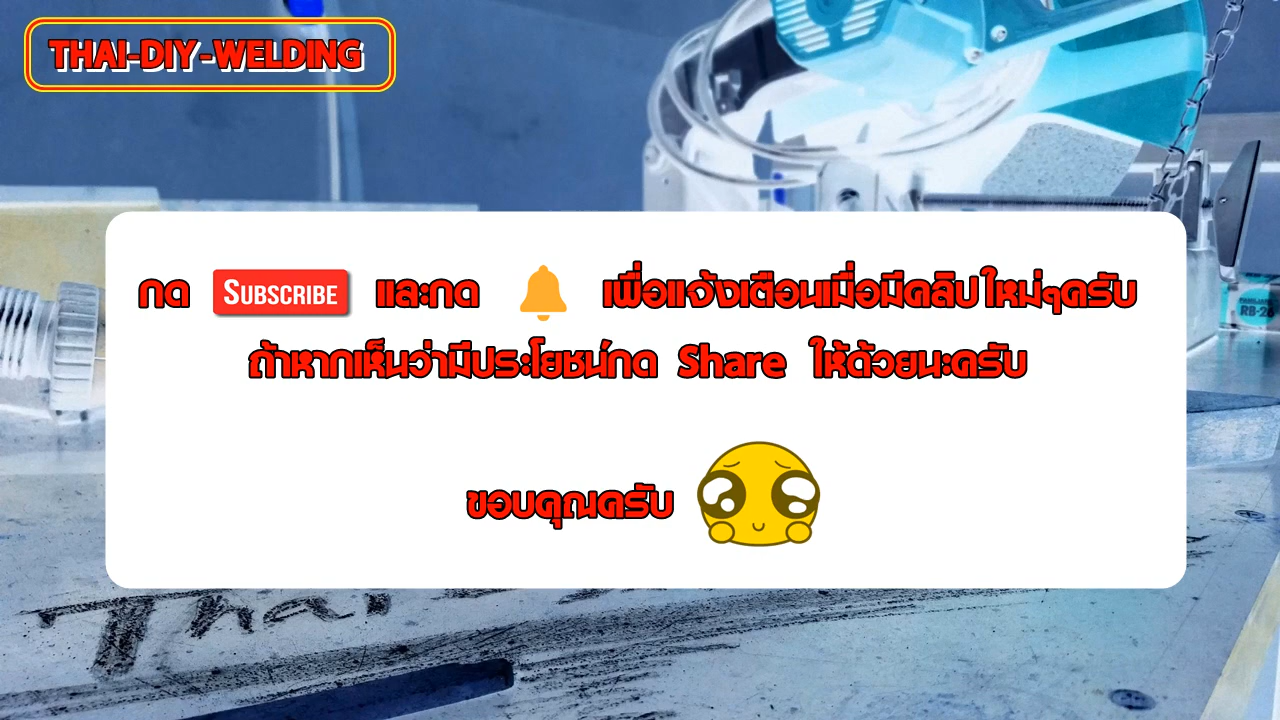 THAI-DIY-WELDING
RB-26
กด SUBSCRIBE และกด เพื่อแจ้งเตือนเมื่อมีคลิปใหม่ๆครับ
ถ้าหากเห็นว่ามีประโยชน์กด Share ให้ด้วยนะครับ
ขอบคุณครับ
Thai